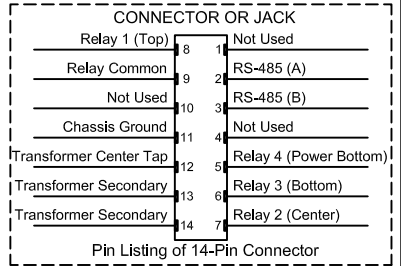 CONNECTOR OR JACK
Relay 1 (Top) 8 1 Not Used
Relay Common 9 2 RS-485 (A)
Not Used 10 3 RS-485 (B)
Chassis Ground 11 4 Not Used
Transformer Center Tap 12 5 Relay 4 (Power Bottom)
Transformer Secondary 13 6 Relay 3 (Bottom)
Transformer Secondary 14 7 Relay 2 (Center)
Pin Listing of 14-Pin Connector